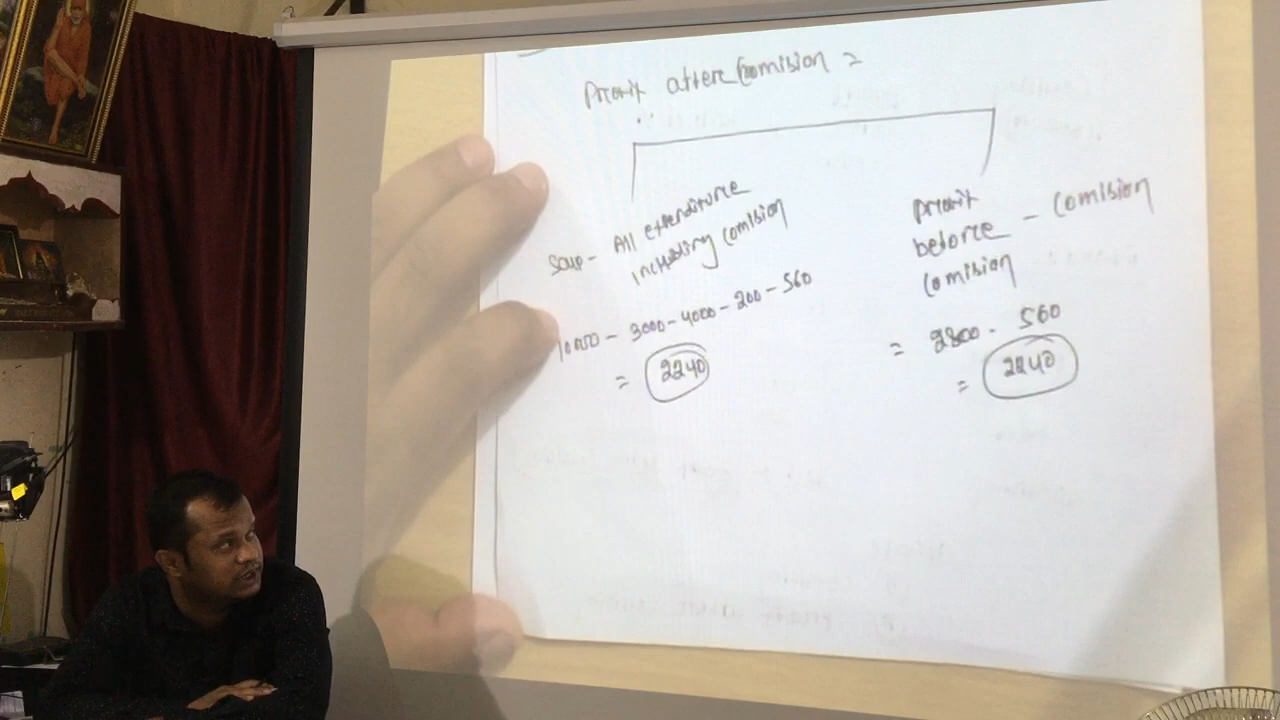 Profit after Comision =
Sale - All expenditure
including Comision
10000 - 3000 - 4000 - 200 - 560
= 2240
Profit
before - Comision
Comision
= 2800 - 560
= 2240